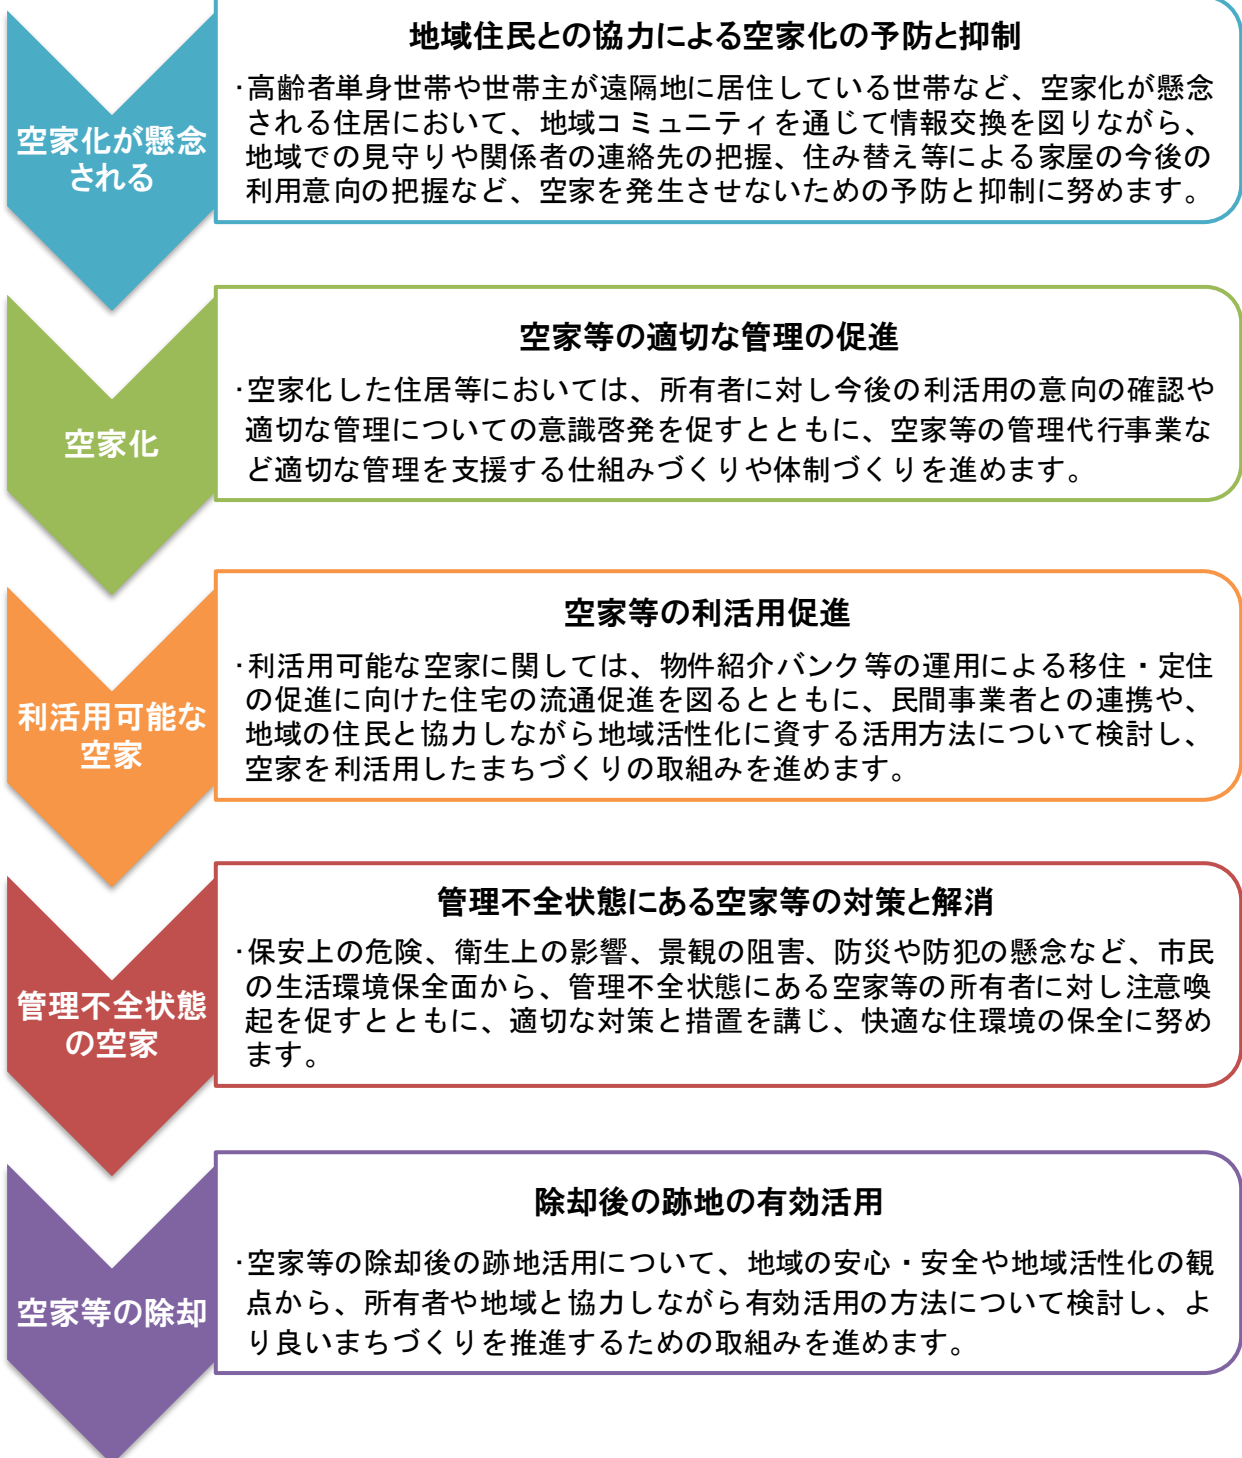 空家化が懸念
される
地域住民との協力による空家化の予防と抑制
･高齢者単身世帯や世帯主が遠隔地に居住している世帯など、空家化が懸念
される住居において、地域コミュニティを通じて情報交換を図りながら、
地域での見守りや関係者の連絡先の把握、住み替え等による家屋の今後の
利用意向の把握など、空家を発生させないための予防と抑制に努めます。
空家化
空家等の適切な管理の促進
･空家化した住居等においては、所有者に対し今後の利活用の意向の確認や
適切な管理についての意識啓発を促すとともに、空家等の管理代行事業な
ど適切な管理を支援する仕組みづくりや体制づくりを進めます。
利活用可能な
空家
空家等の利活用促進
･利活用可能な空家に関しては、物件紹介バンク等の運用による移住・定住
の促進に向けた住宅の流通促進を図るとともに、民間事業者との連携や、
地域の住民と協力しながら地域活性化に資する活用方法について検討し、
空家を利活用したまちづくりの取組みを進めます。
管理不全状態
の空家
管理不全状態にある空家等の対策と解消
･保安上の危険、衛生上の影響、景観の阻害、防災や防犯の懸念など、市民
の生活環境保全面から、管理不全状態にある空家等の所有者に対し注意喚
起を促すとともに、適切な対策と措置を講じ、快適な住環境の保全に努め
ます。
空家等の除却
除却後の跡地の有効活用
･空家等の除却後の跡地活用について、地域の安心・安全や地域活性化の観
点から、所有者や地域と協力しながら有効活用の方法について検討し、よ
り良いまちづくりを推進するための取組みを進めます。